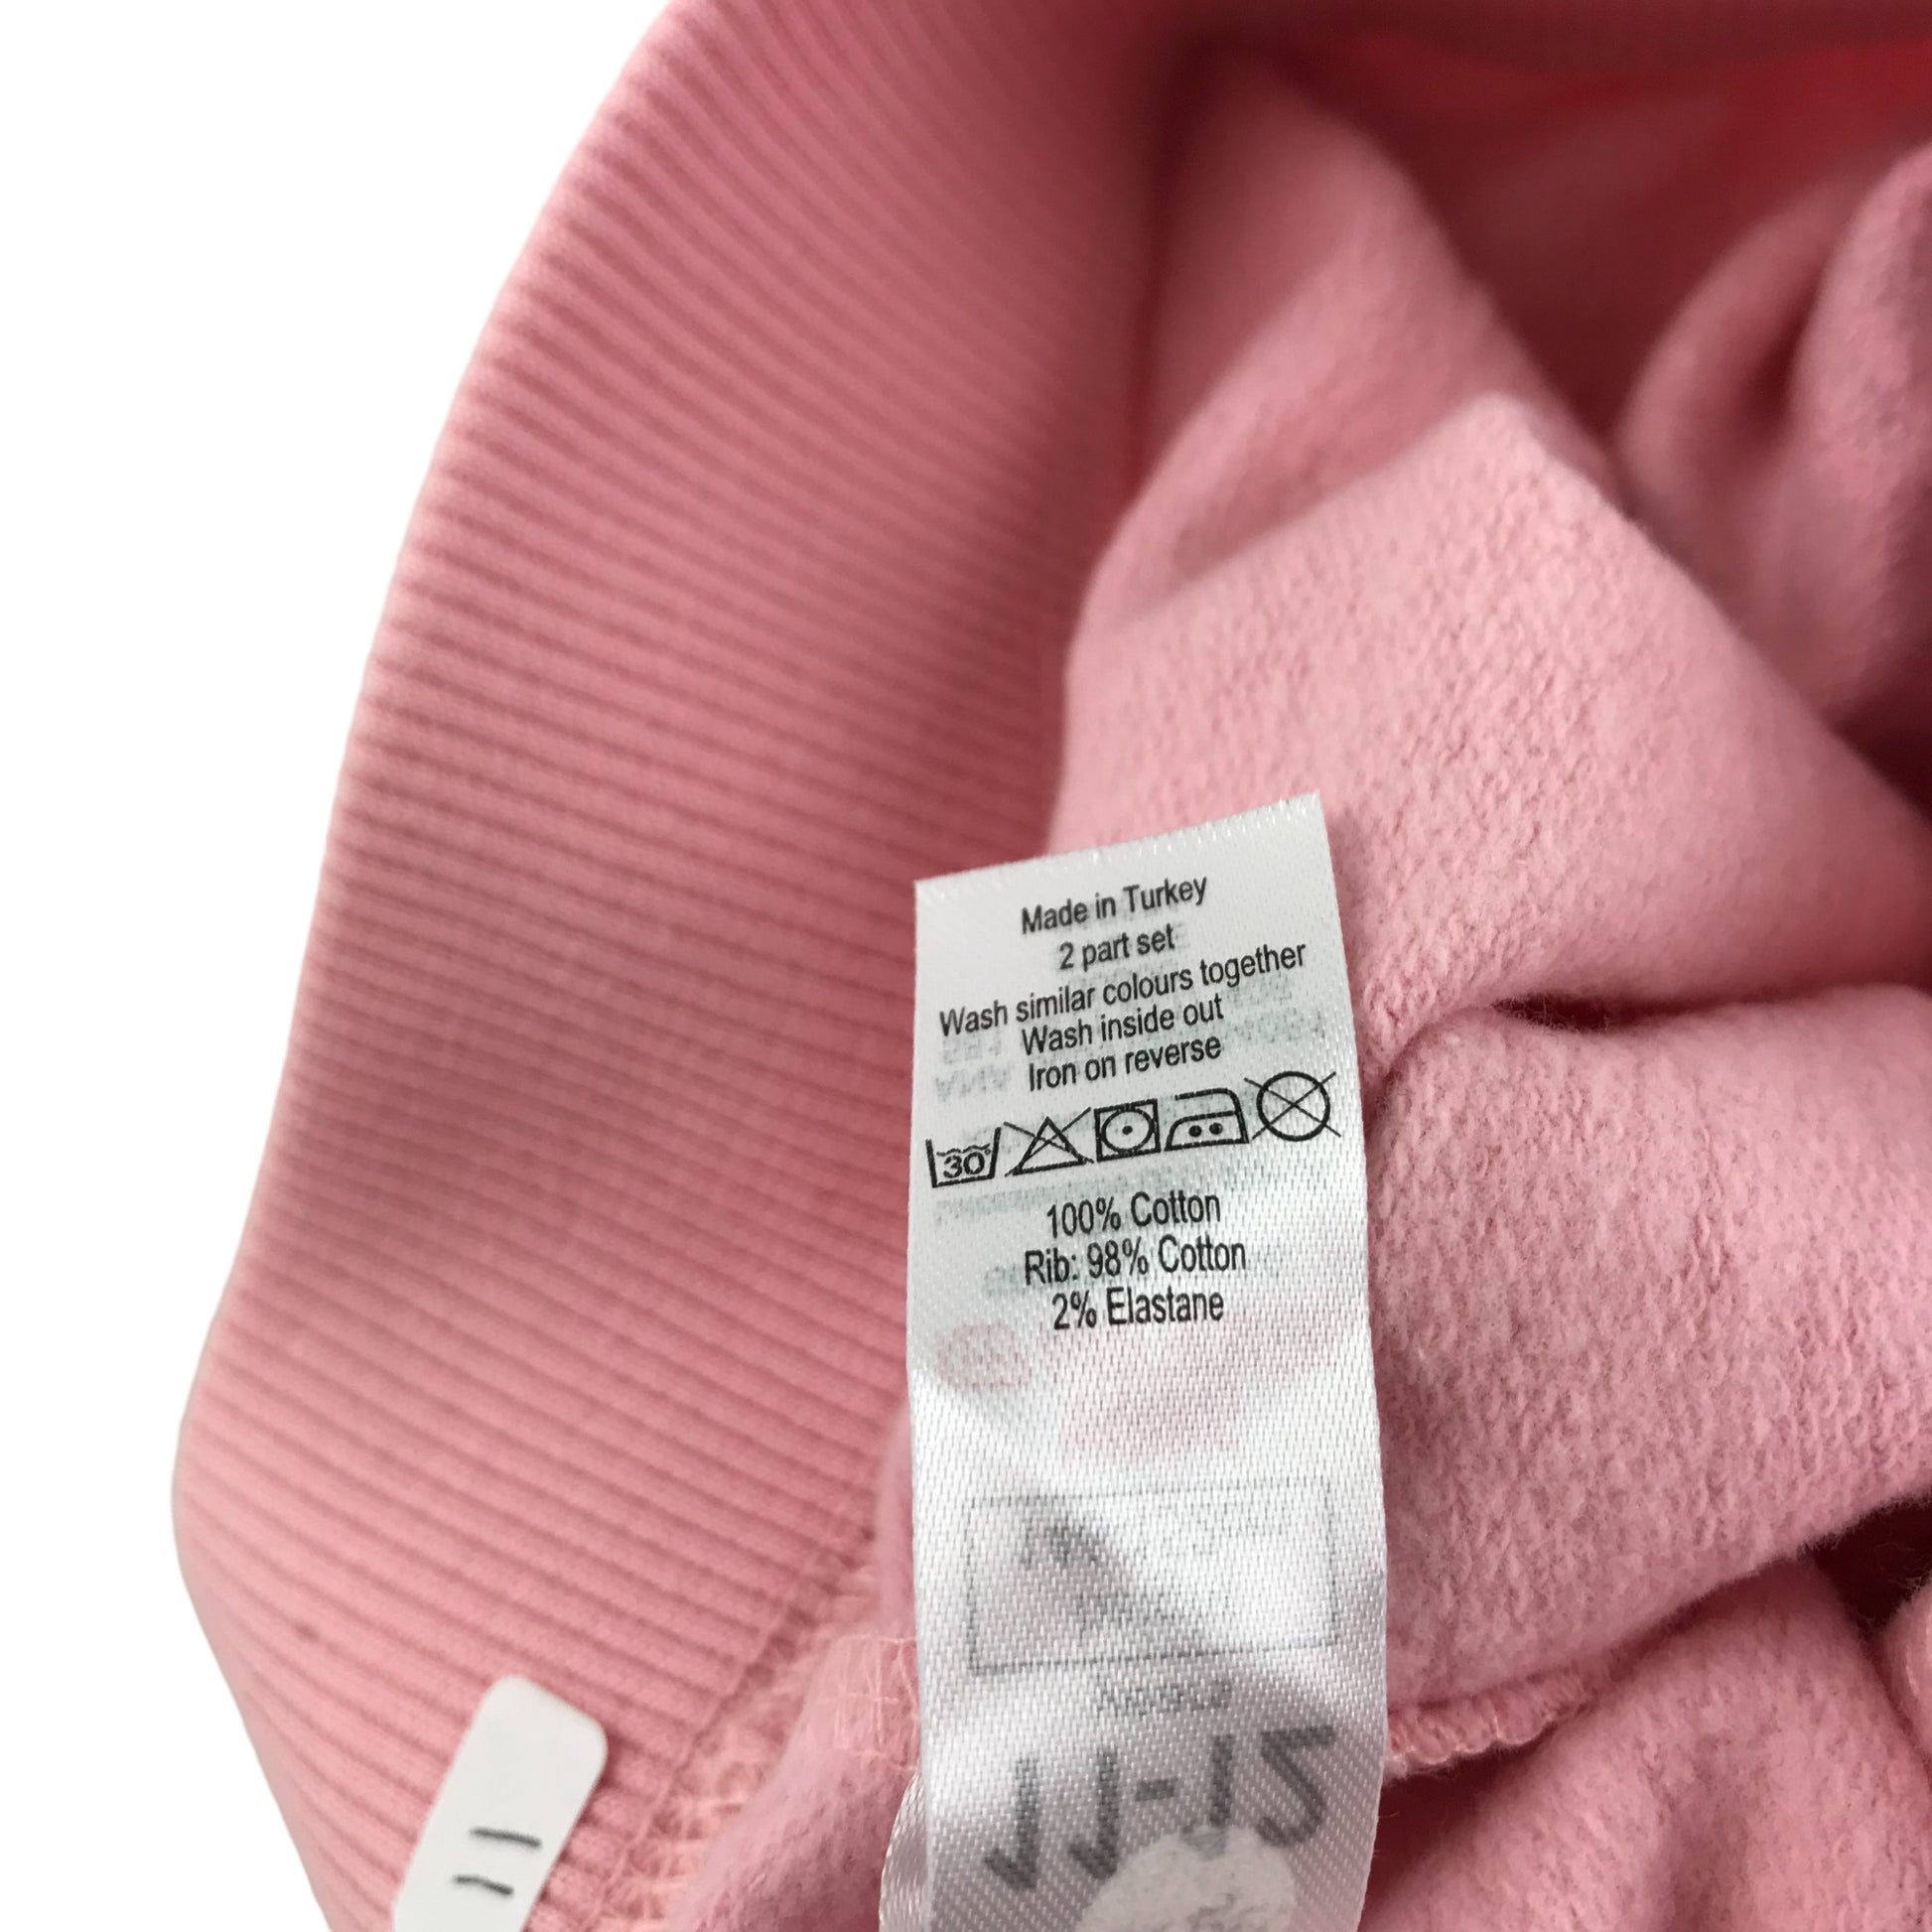 Made in Turkey
2 part set
Wash similar colours together
Wash inside out
Iron on reverse
30
100% Cotton
Rib: 98% Cotton
2% Elastane
11